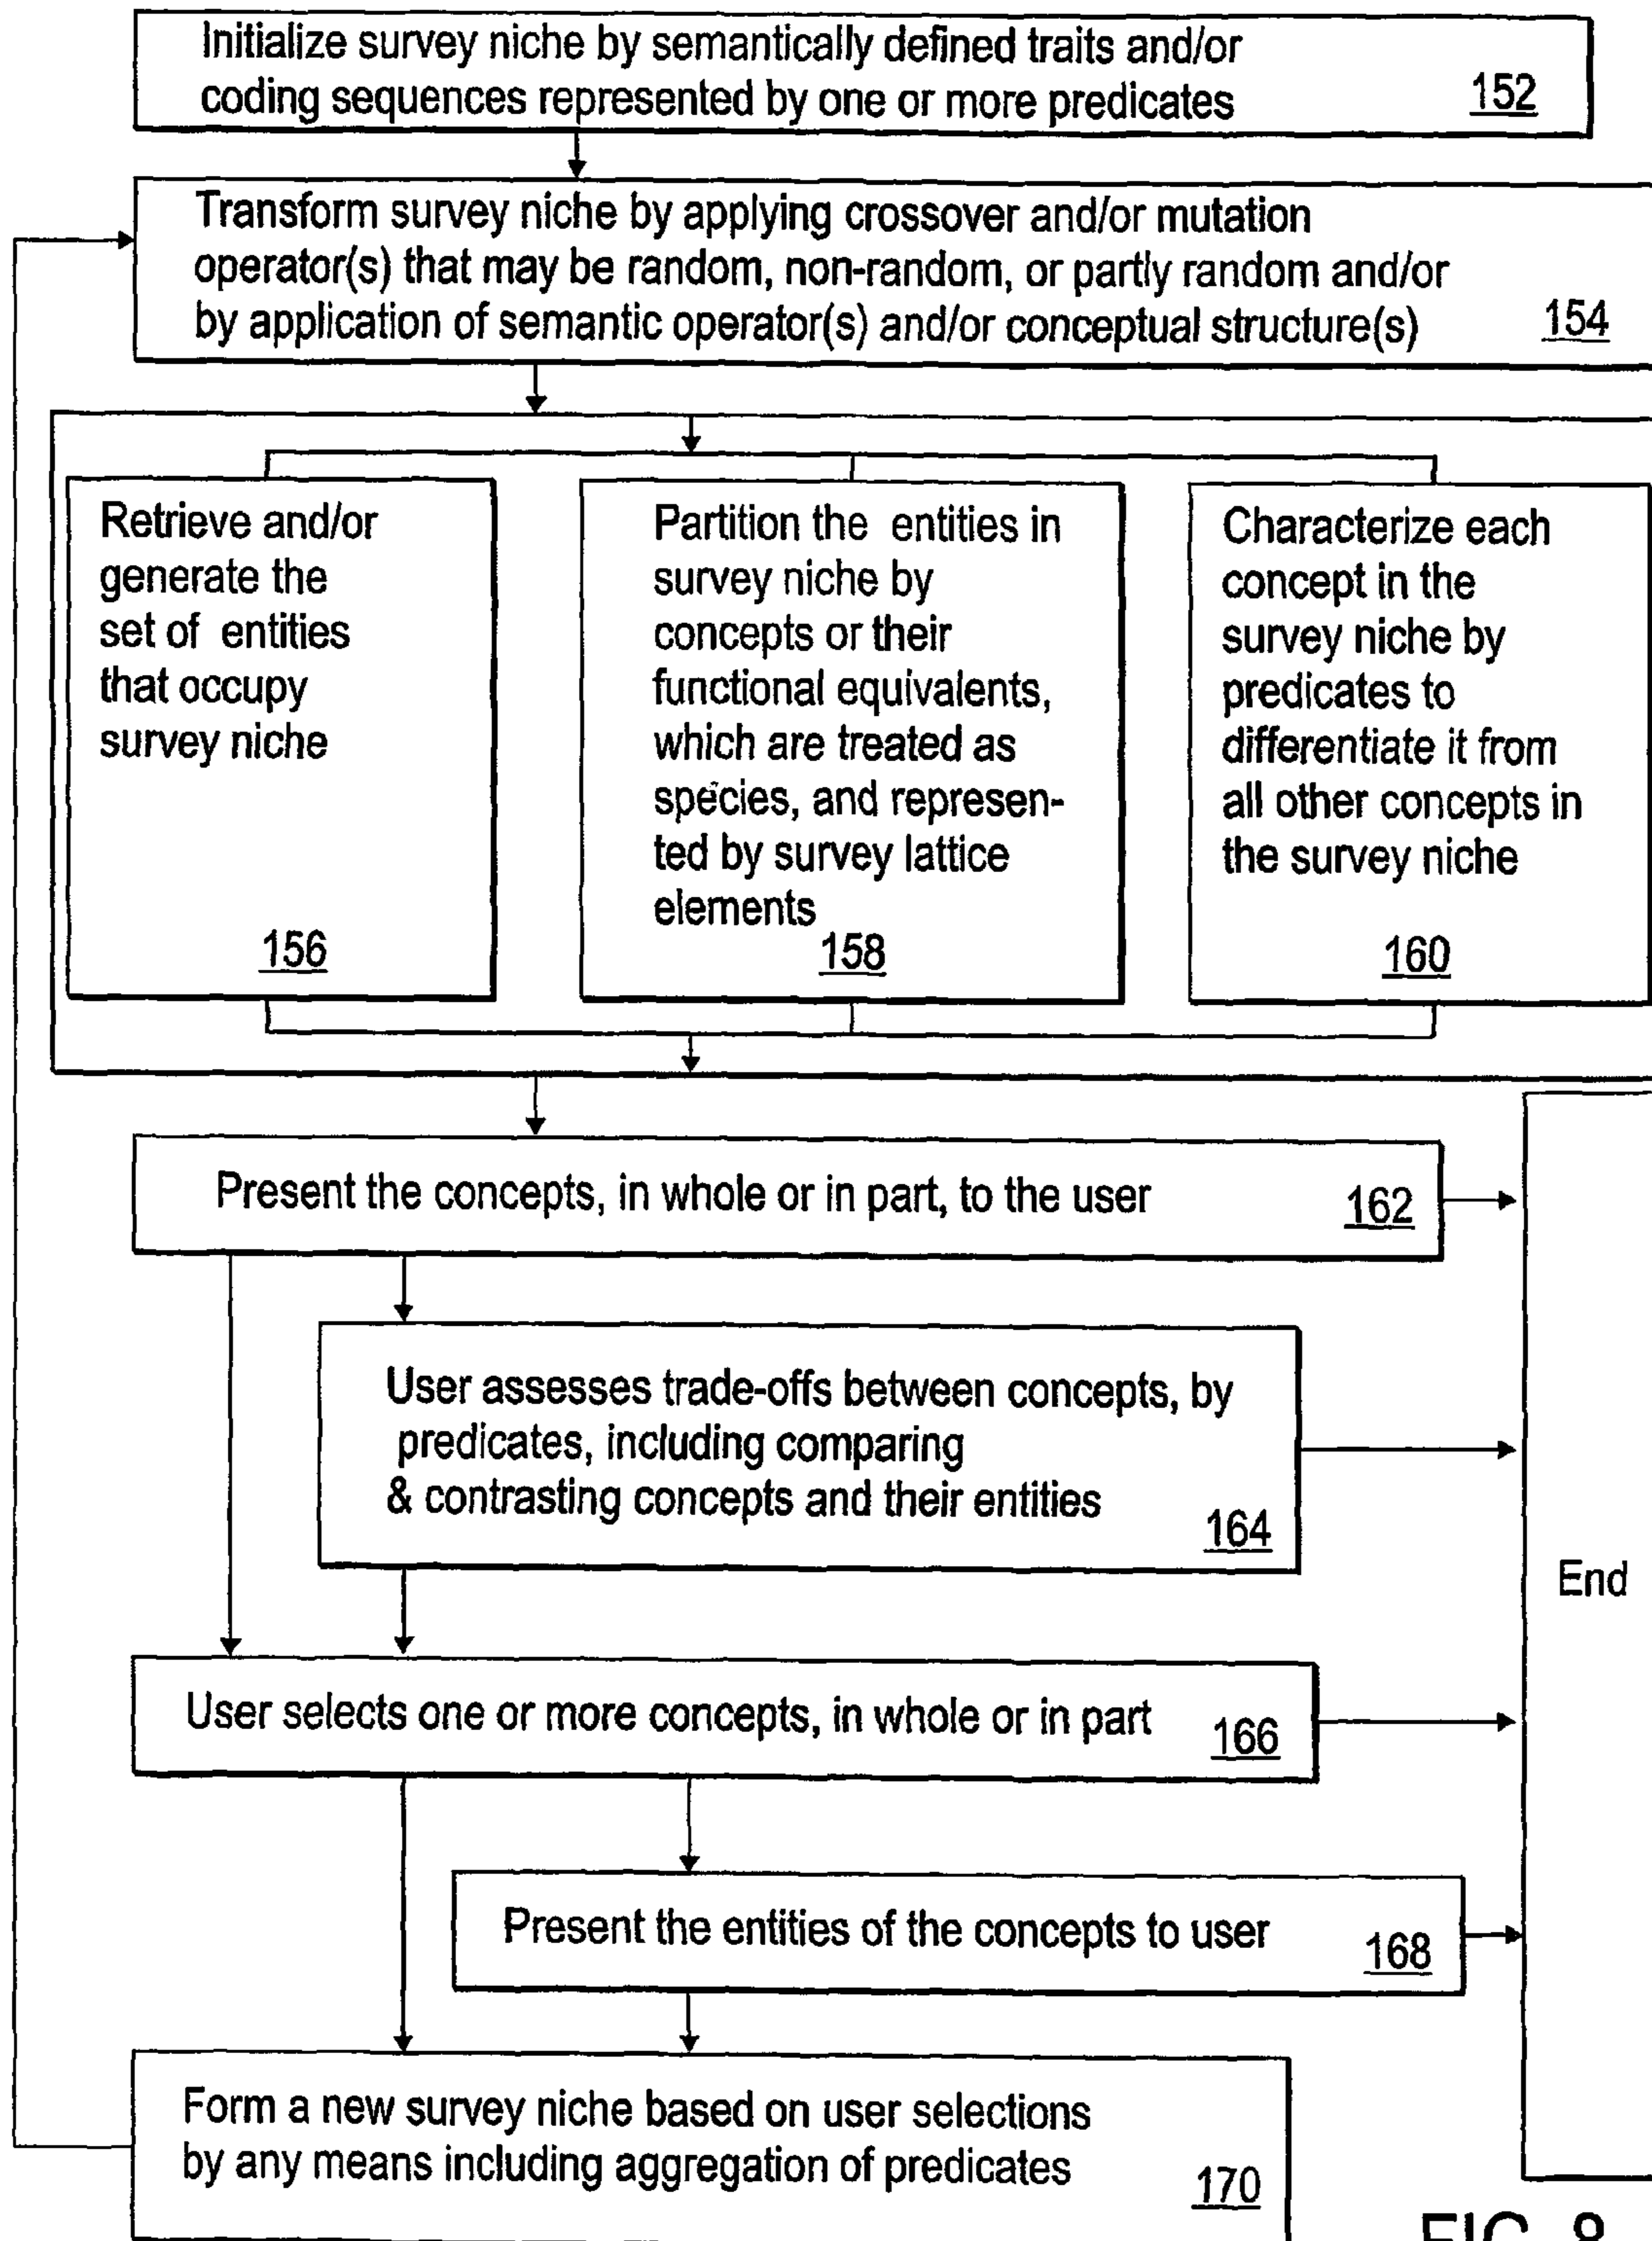 Initialize survey niche by semantically defined traits and/or
coding sequences represented by one or more predicates
152
Transform survey niche by applying crossover and/or mutation
operator(s) that may be random, non-random, or partly random and/or
by application of semantic operator(s) and/or conceptual structure(s)
154
Retrieve and/or
generate the
set of entities
that occupy
survey niche
156
Partition the entities in
survey niche by
concepts or their
functional equivalents,
which are treated as
species, and represen-
ted by survey lattice
elements
158
Characterize each
concept in the
survey niche by
predicates to
differentiate it from
all other concepts in
the survey niche
160
Present the concepts, in whole or in part, to the user
162
User assesses trade-offs between concepts, by
predicates, including comparing
& contrasting concepts and their entities
164
End
User selects one or more concepts, in whole or in part
166
Present the entities of the concepts to user
168
Form a new survey niche based on user selections
by any means including aggregation of predicates
170
FIG. 8